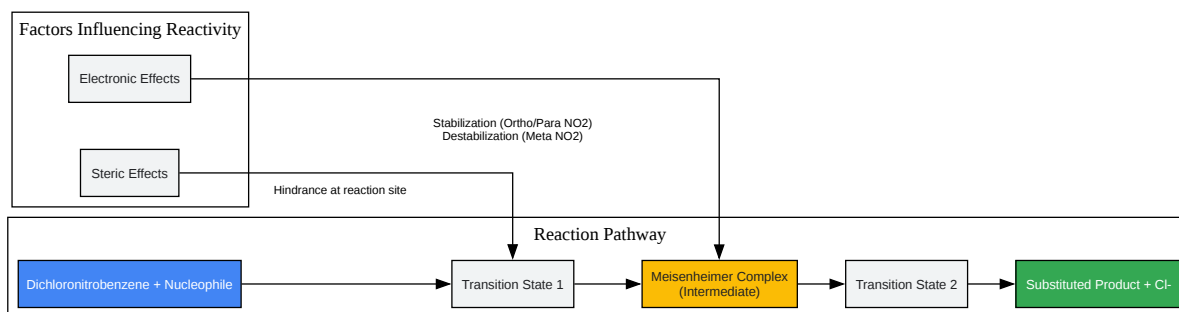 Factors Influencing Reactivity
Electronic Effects
Stabilization (Ortho/Para NO2)
Destabilization (Meta NO2)
Steric Effects
Hindrance at reaction site
Reaction Pathway
Dichloronitrobenzene + Nucleophile
Transition State 1
Meisenheimer Complex
(Intermediate)
Transition State 2
Substituted Product + Cl-